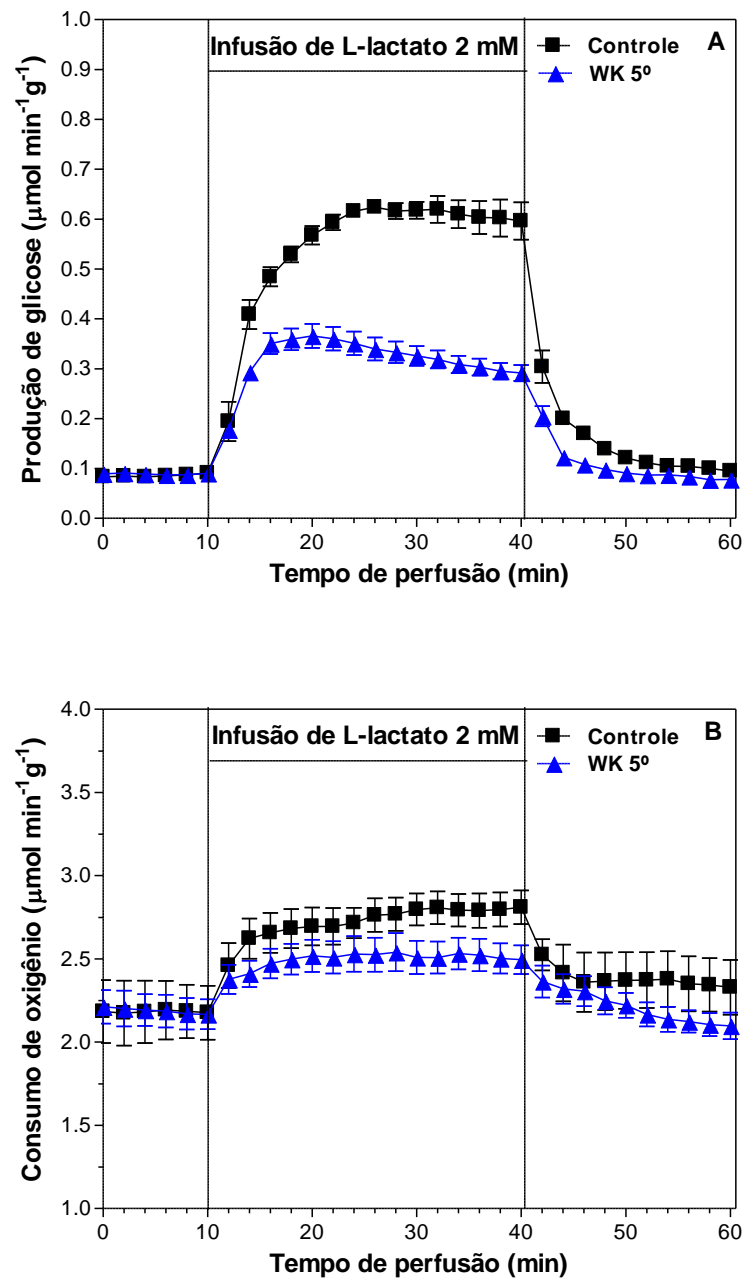 Infusão de L-lactato 2 mM
Controle
WK 5º
A
Produção de glicose (μmol min-1g-1)
1.0
0.9
0.8
0.7
0.6
0.5
0.4
0.3
0.2
0.1
0.0
0 10 20 30 40 50 60
Tempo de perfusão (min)
Infusão de L-lactato 2 mM
Controle
WK 5º
B
Consumo de oxigênio (μmol min-1g-1)
4.0
3.5
3.0
2.5
2.0
1.5
1.0
0 10 20 30 40 50 60
Tempo de perfusão (min)